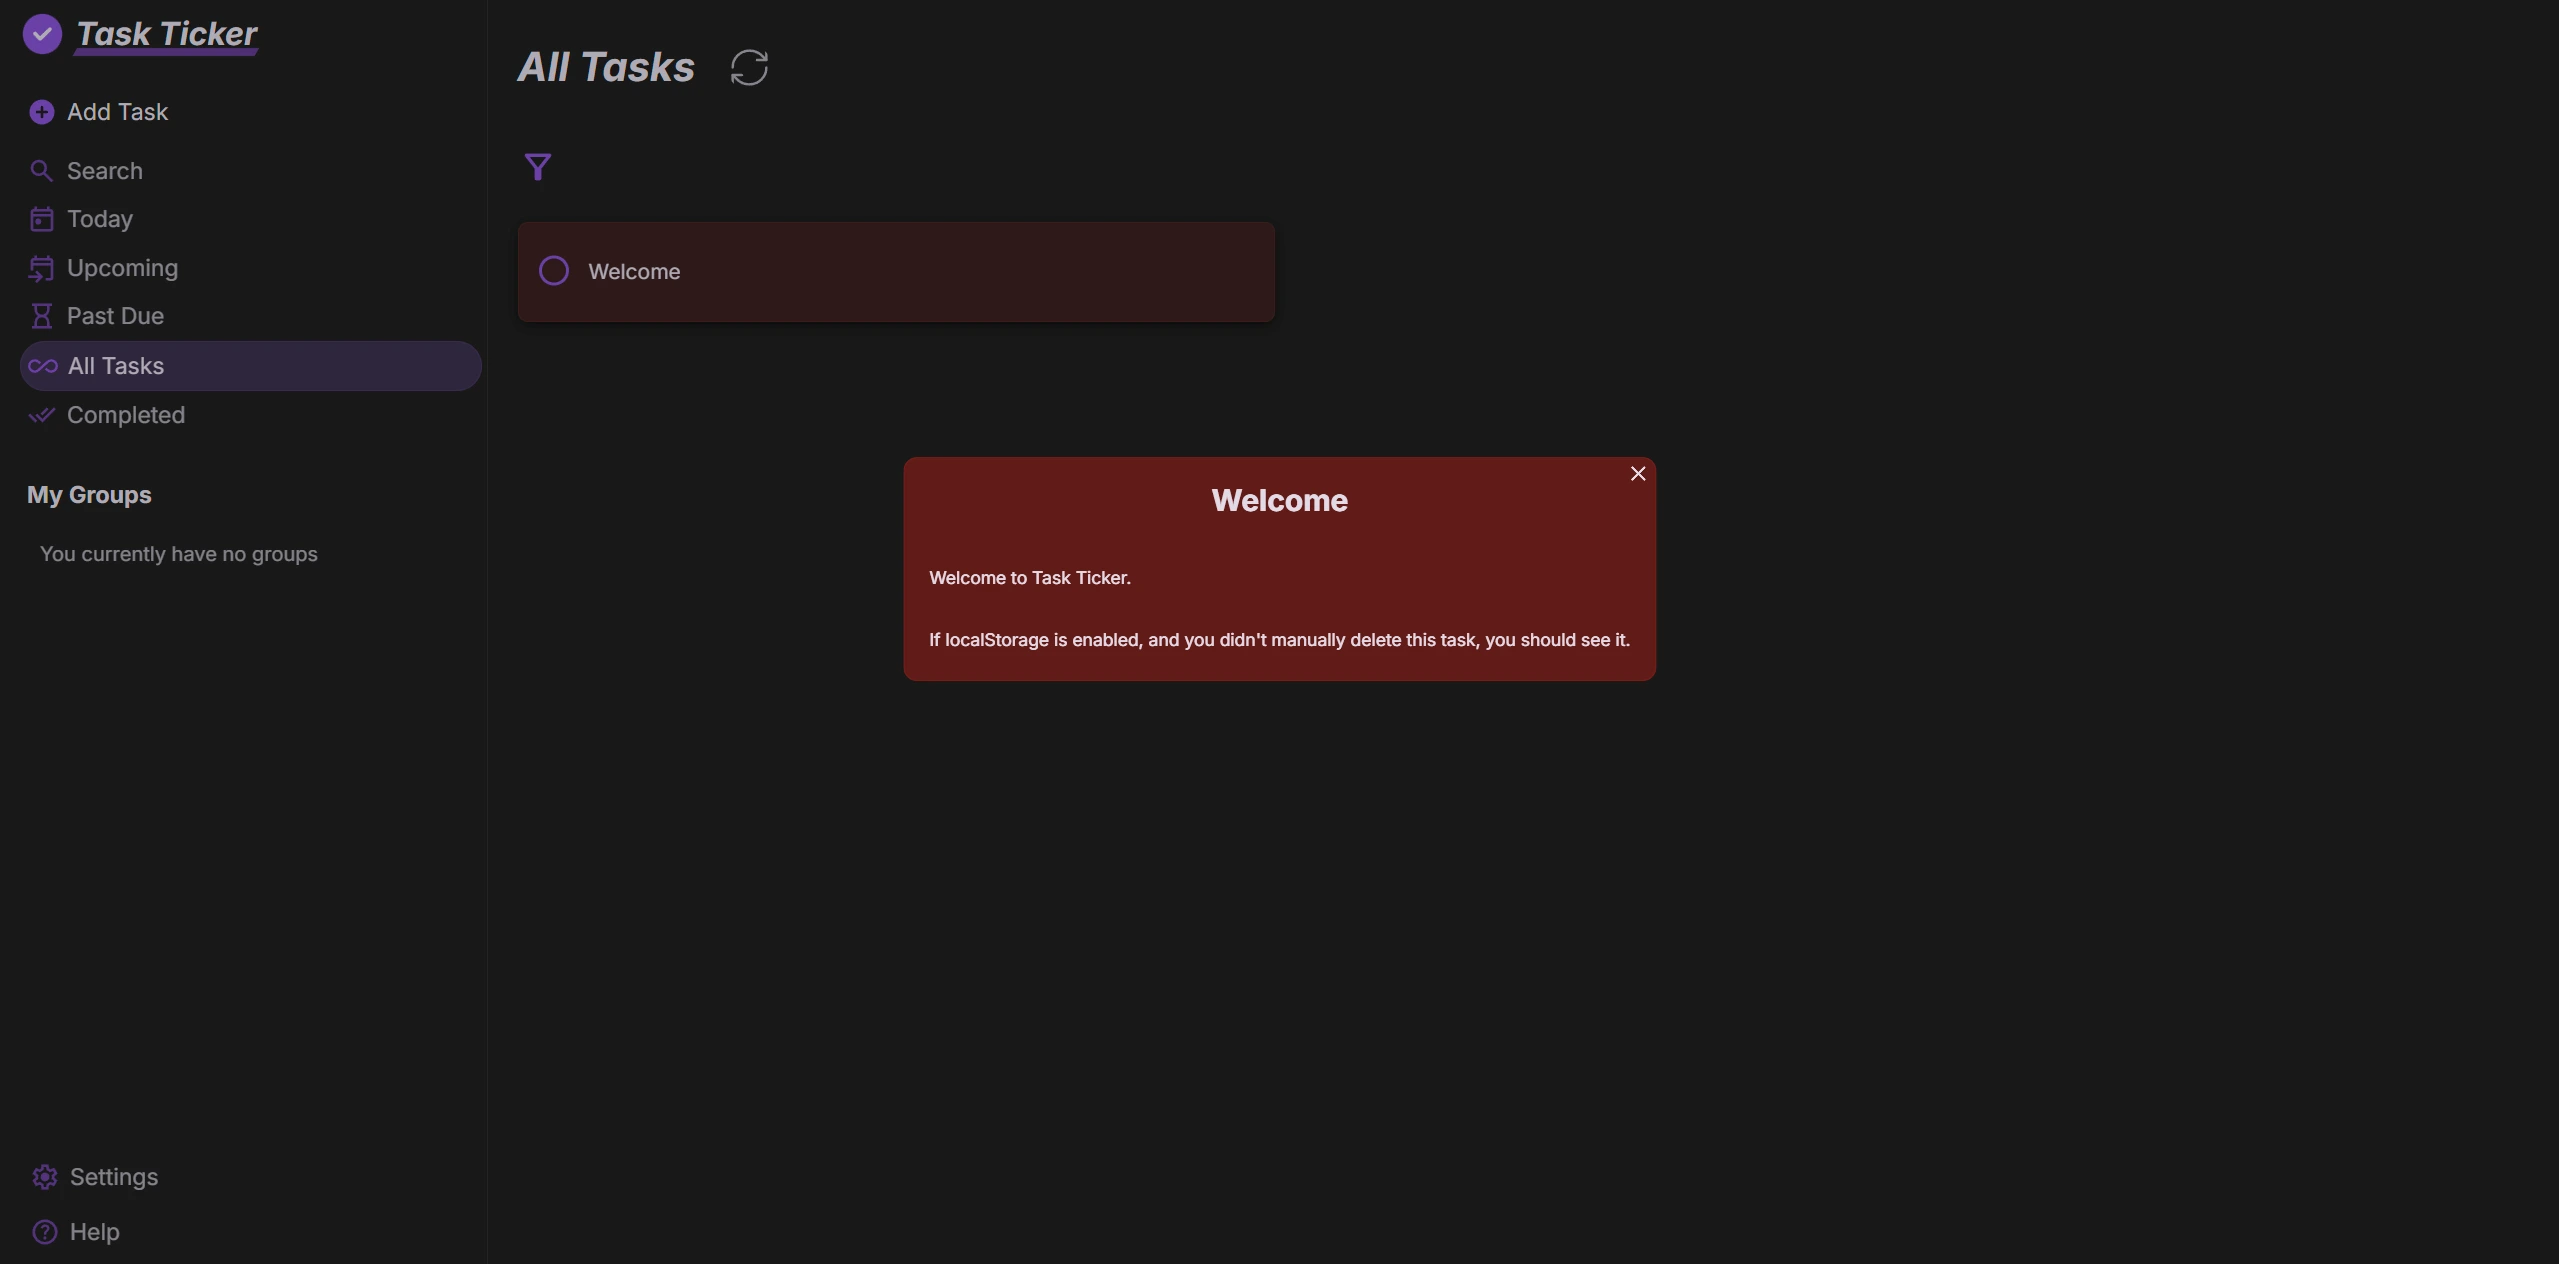 Task Ticker
Add Task
Search
Today
Upcoming
Past Due
All Tasks
Completed
My Groups
You currently have no groups
Settings
Help
All Tasks
Welcome
Welcome
Welcome to Task Ticker.
If localStorage is enabled, and you didn't manually delete this task, you should see it.